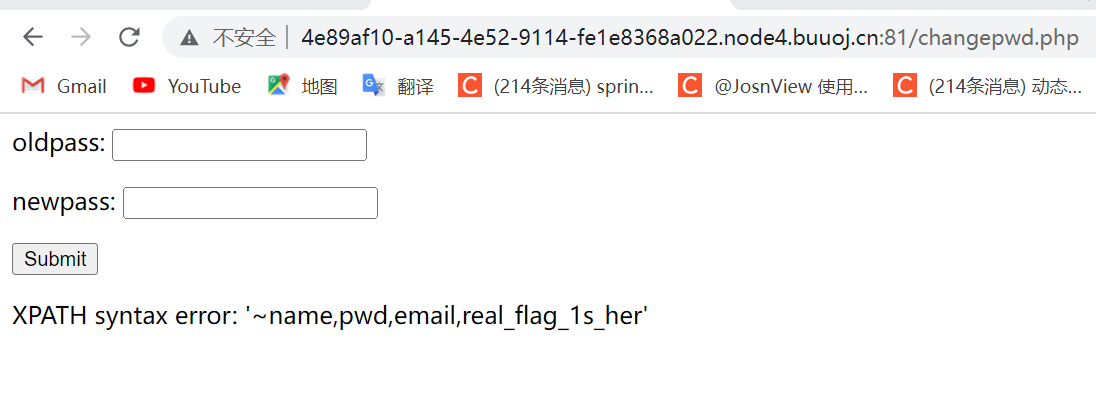 不安全 | 4e89af10-a145-4e52-9114-fe1e8368a022.node4.buuoj.cn:81/changepwd.php
Gmail YouTube 地图 翻译 C (214条消息) sprin... C @JosnView 使用... C (214条消息) 动态...
oldpass:
newpass:
Submit
XPATH syntax error: '~name,pwd,email,real_flag_1s_her'